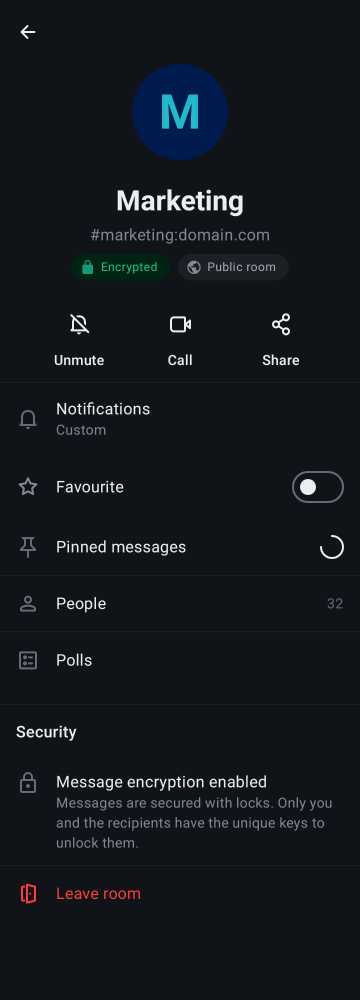 M
Marketing
#marketing:domain.com
Encrypted Public room
Unmute Call Share
Notifications
Custom
Favourite
Pinned messages
People 32
Polls
Security
Message encryption enabled
Messages are secured with locks. Only you
and the recipients have the unique keys to
unlock them.
Leave room